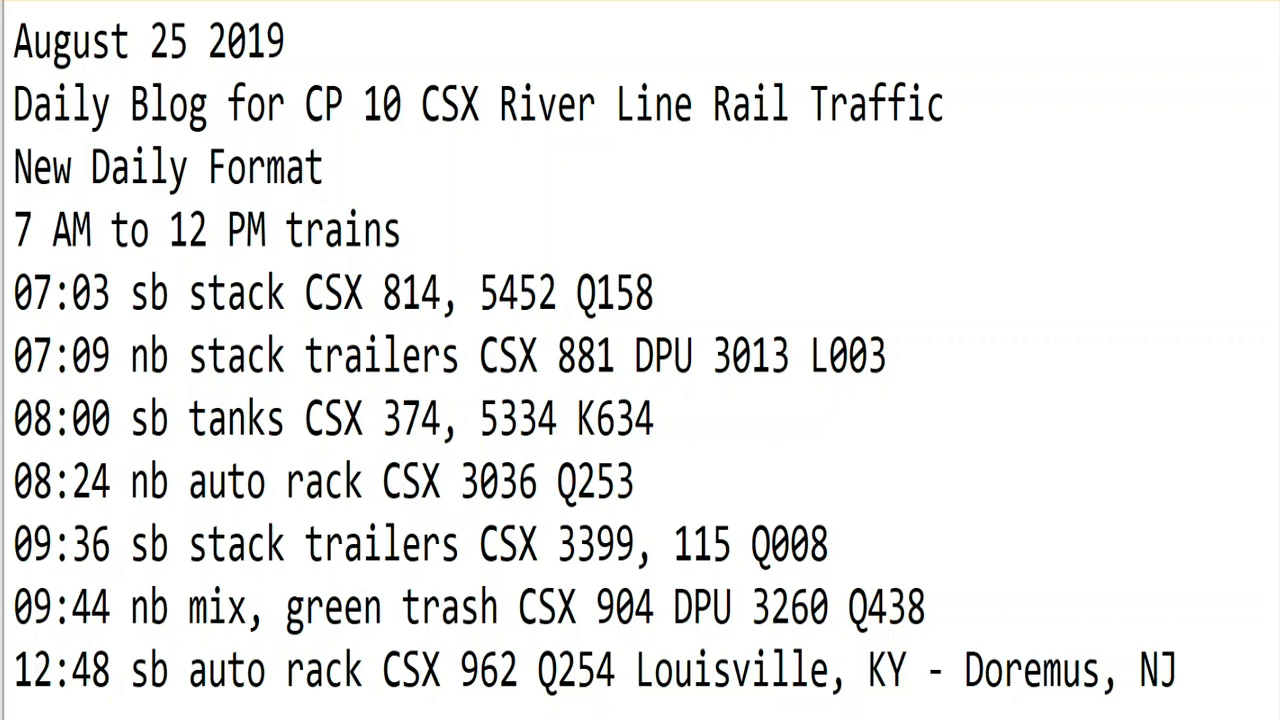 August 25 2019
Daily Blog for CP 10 CSX River Line Rail Traffic
New Daily Format
7 AM to 12 PM trains
07:03 sb stack CSX 814, 5452 Q158
07:09 nb stack trailers CSX 881 DPU 3013 L003
08:00 sb tanks CSX 374, 5334 K634
08:24 nb auto rack CSX 3036 Q253
09:36 sb stack trailers CSX 3399, 115 Q008
09:44 nb mix, green trash CSX 904 DPU 3260 Q438
12:48 sb auto rack CSX 962 Q254 Louisville, KY - Doremus, NJ